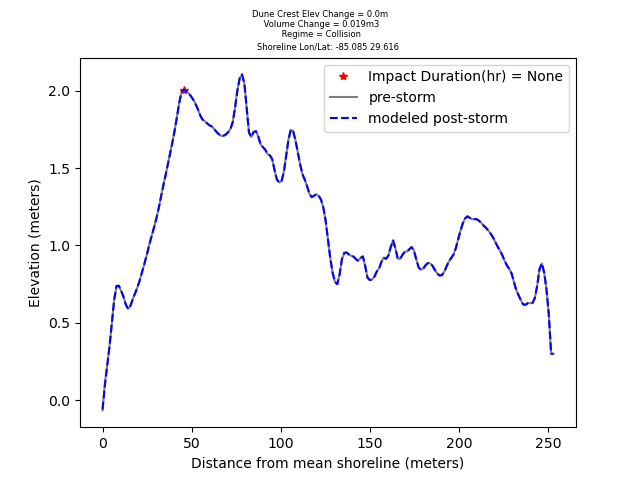 Dune Crest Elev Change = 0.0m
Volume Change = 0.019m3
Regime = Collision
Shoreline Lon/Lat: -85.085 29.616
Impact Duration(hr) = None
pre-storm
modeled post-storm
Elevation (meters)
2.0
1.5
1.0
0.5
0.0
0 50 100 150 200 250
Distance from mean shoreline (meters)